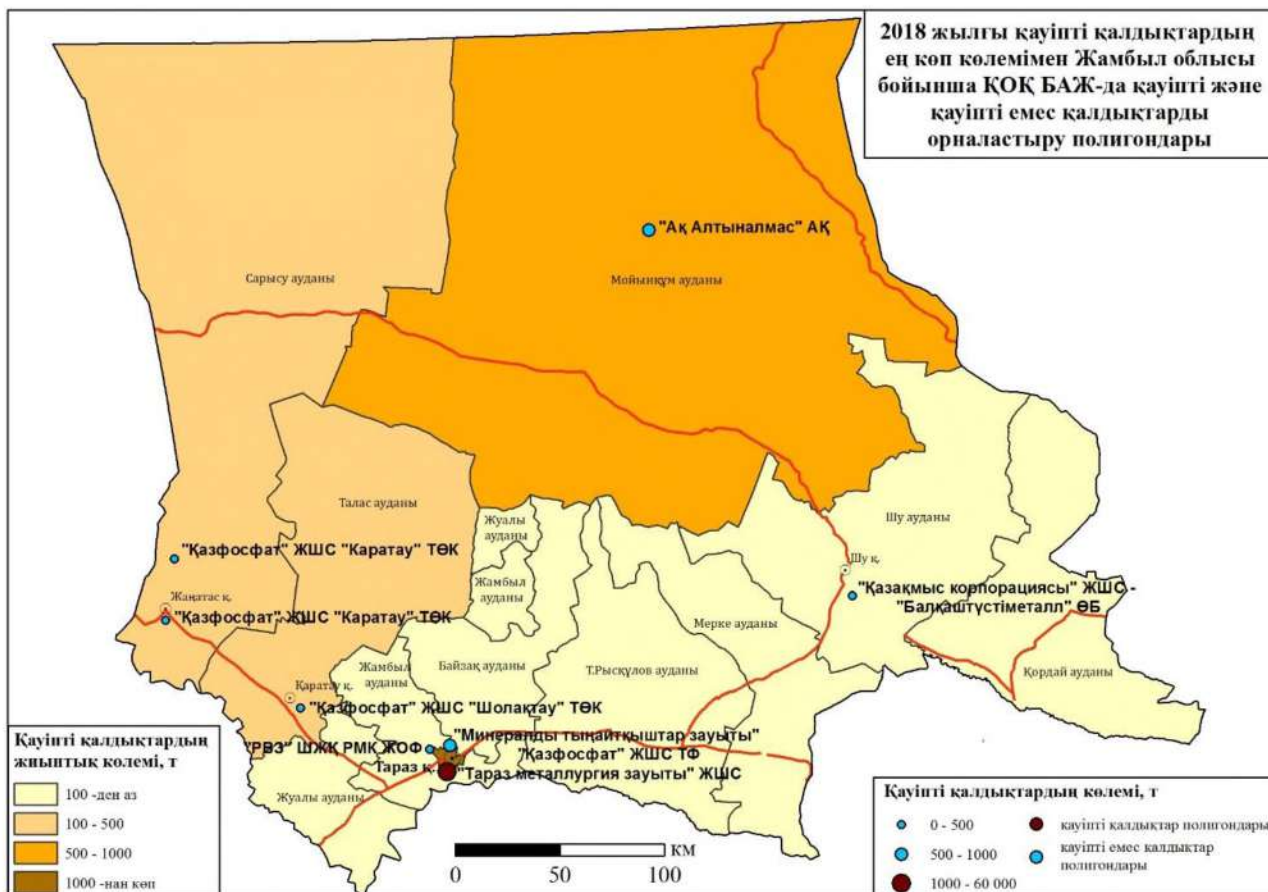 2018 жылғы қауіпті қалдықтардың
ең көп көлемімен Жамбыл облысы
бойынша ҚОҚ БАЖ-да қауіпті және
қауіпті емес қалдықтарды
орналастыру полигондары
"Ақ Алтыналмас" АҚ
Сарысу ауданы
Мойынқұм ауданы
Талас ауданы
Жуалы
ауданы
Шу ауданы
"Қазфосфат" ЖШС "Каратау" ТӨК
Шу қ.
Жамбыл
ауданы
"Қазақмыс корпорациясы" ЖШС -
"Балқаштүстіметалл" ӨБ
Жаңатас қ.
"Қазфосфат" ЖШС "Каратау" ТӨК
Мерке ауданы
Жамбыл
ауданы
Байзақ ауданы
Т.Рысқұлов ауданы
Қордай ауданы
Қаратау қ.
"Қазфосфат" ЖШС "Шолақтау" ТӨК
"РВЗ" ШЖК РМК ЖОФ
"Минералды тыңайтқыштар зауыты"
"Қазфосфат" ЖШС ТФ
Тараз қ.
"Тараз металлургия зауыты" ЖШС
Жуалы ауданы
Қауіпті қалдықтардың
жиынтық көлемі, т
100 -ден аз
100 - 500
500 - 1000
1000 -нан көп
КМ
0 50 100
Қауіпті қалдықтардың көлемі, т
0 - 500
500 - 1000
1000 - 60 000
қауіпті қалдықтар полигондары
қауіпті емес қалдықтар
полигондары